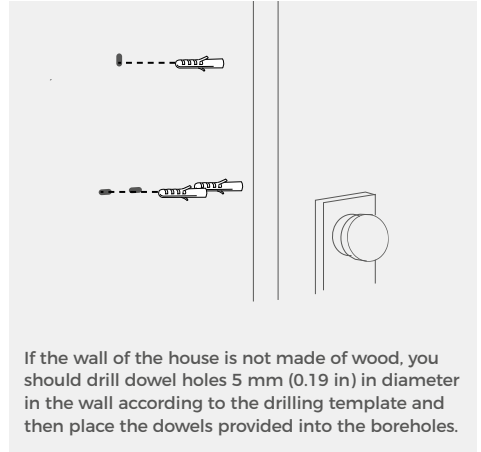 If the wall of the house is not made of wood, you
should drill dowel holes 5 mm (0.19 in) in diameter
in the wall according to the drilling template and
then place the dowels provided into the boreholes.